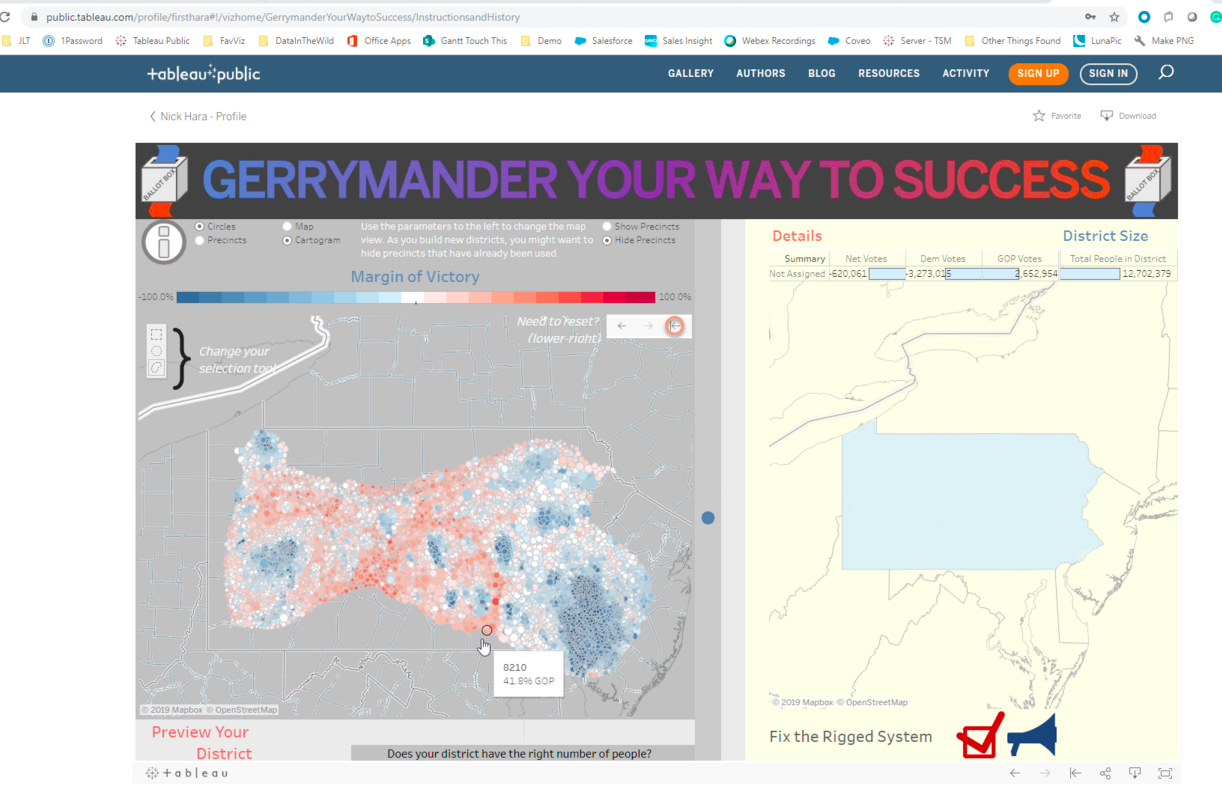 public.tableau.com/profile/firsthara#!/vizhome/GerrymanderYourWaytoSuccess/InstructionsandHistory
JLT 1Password Tableau Public FavViz DataInTheWild Office Apps Gantt Touch This Demo Salesforce Sales Insight Webex Recordings Coveo Server - TSM Other Things Found LunaPic Make PNG
+ableau public GALLERY AUTHORS BLOG RESOURCES ACTIVITY SIGN UP SIGN IN
Nick Hara - Profile Favorite Download
BALLOT BOX GERRYMANDER YOUR WAY TO SUCCESS BALLOT BOX
Circles Map Use the parameters to the left to change the map Show Precincts
Precincts Cartogram view. As you build new districts, you might want to Hide Precincts
hide precincts that have already been used.
Details District Size
Summary Net Votes Dem Votes GOP Votes Total People in District
Not Assigned -620,061 -3,273,015 2,652,954 12,702,379
Margin of Victory
-100.0% 100.0%
Need to reset?
(lower-right)
Change your
selection tool
8210
41.8% GOP
© 2019 Mapbox © OpenStreetMap
© 2019 Mapbox © OpenStreetMap
Preview Your
District
Does your district have the right number of people?
Fix the Rigged System
+ableau